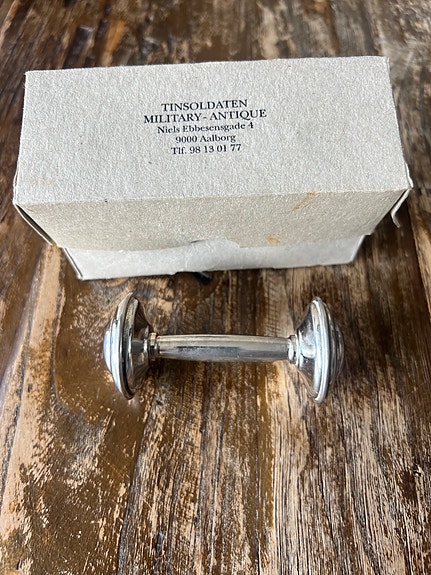 TINSOLDATEN
MILITARY - ANTIQUE
Niels Ebbesensgade 4
9000 Aalborg
Tlf. 98 13 01 77